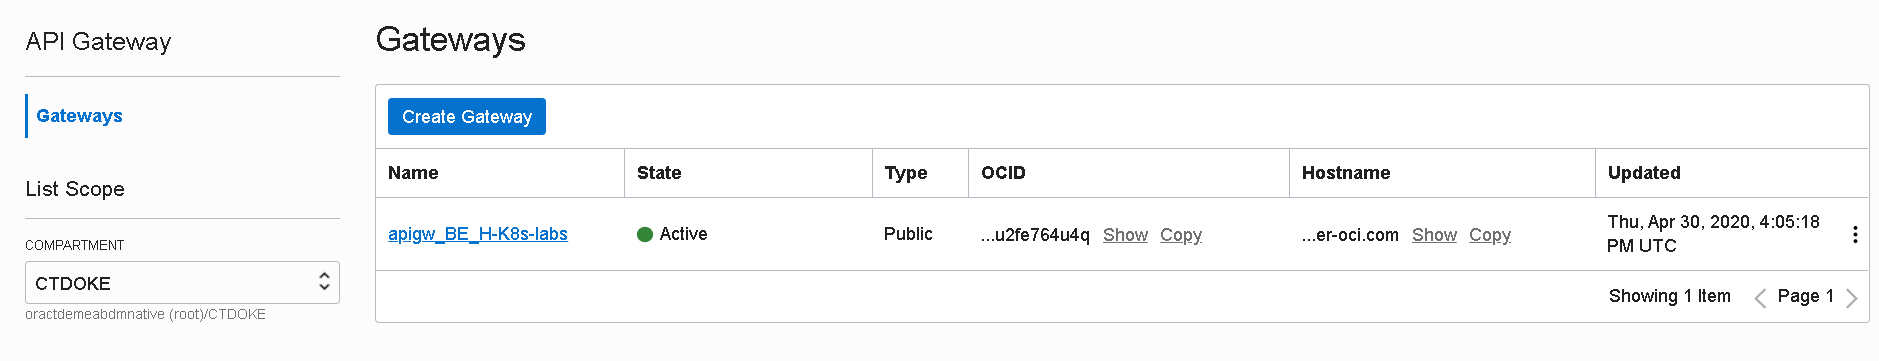 API Gateway
Gateways
List Scope
COMPARTMENT
CTDOKE
oractdemeabdmnative (root)/CTDOKE
Gateways
Create Gateway
Name State Type OCID Hostname Updated
apigw_BE_H-K8s-labs Active Public ...u2fe764u4q Show Copy ...er-oci.com Show Copy Thu, Apr 30, 2020, 4:05:18
PM UTC
Showing 1 Item Page 1